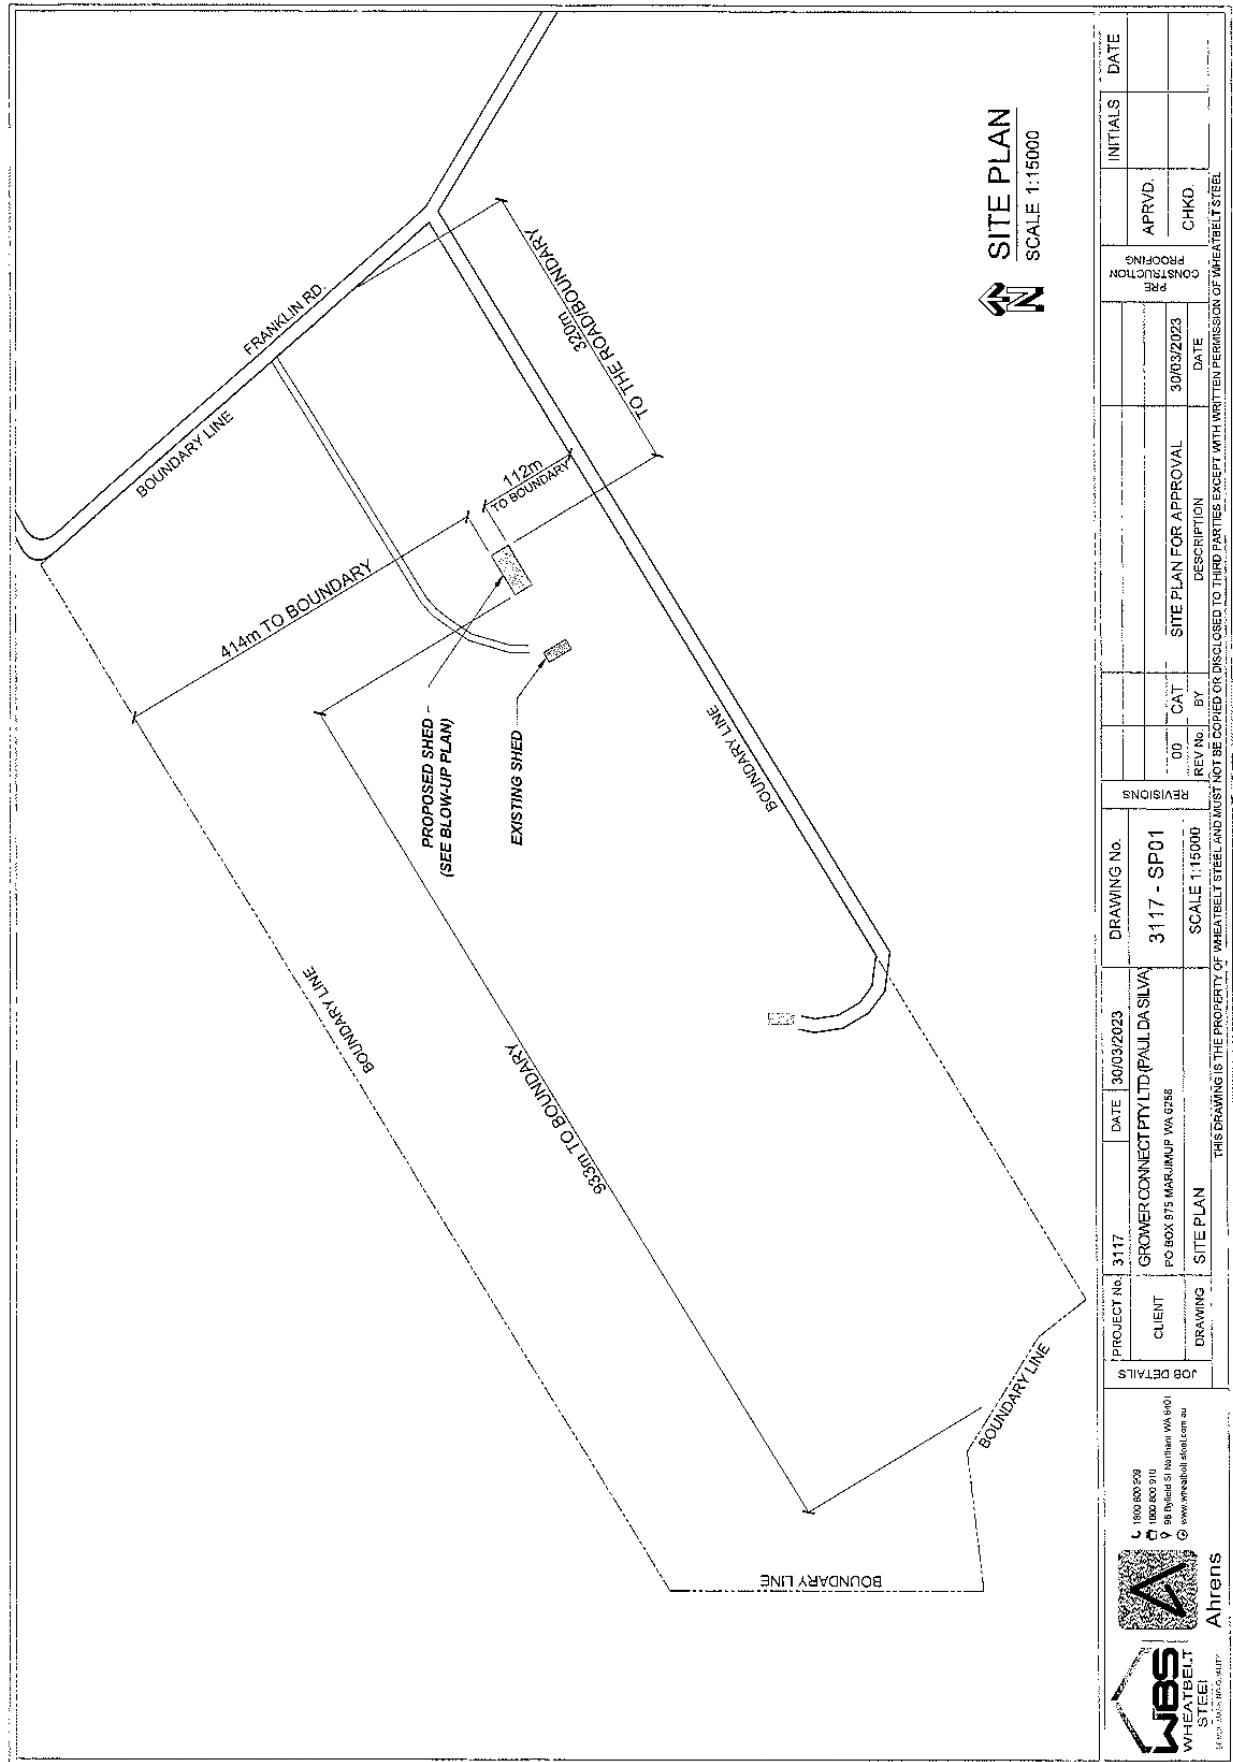 FRANKLIN RD.
BOUNDARY LINE
414m TO BOUNDARY
112m
TO BOUNDARY
320m
TO THE ROAD/BOUNDARY
PROPOSED SHED
(SEE BLOW-UP PLAN)
EXISTING SHED
BOUNDARY LINE
BOUNDARY LINE
933m TO BOUNDARY
BOUNDARY LINE
BOUNDARY LINE
N
SITE PLAN
SCALE 1:15000
WBS
WHEATBELT
STEEL
Ahrens
1800 800 909
1800 800 910
98 Byfield St Northam WA 6401
www.wheatbeltsteel.com.au
JOB DETAILS
PROJECT No. 3117
DATE 30/03/2023
CLIENT
GROWER CONNECT PTY LTD (PAUL DA SILVA)
PO BOX 975 MARJIMUP WA 6258
DRAWING SITE PLAN
DRAWING No.
3117 - SP01
SCALE 1:15000
REVISIONS
00 CAT SITE PLAN FOR APPROVAL 30/03/2023
REV No. BY DESCRIPTION DATE
PRE
CONSTRUCTION
PROOFING
INITIALS DATE
APRVD.
CHKD.
THIS DRAWING IS THE PROPERTY OF WHEATBELT STEEL AND MUST NOT BE COPIED OR DISCLOSED TO THIRD PARTIES EXCEPT WITH WRITTEN PERMISSION OF WHEATBELT STEEL